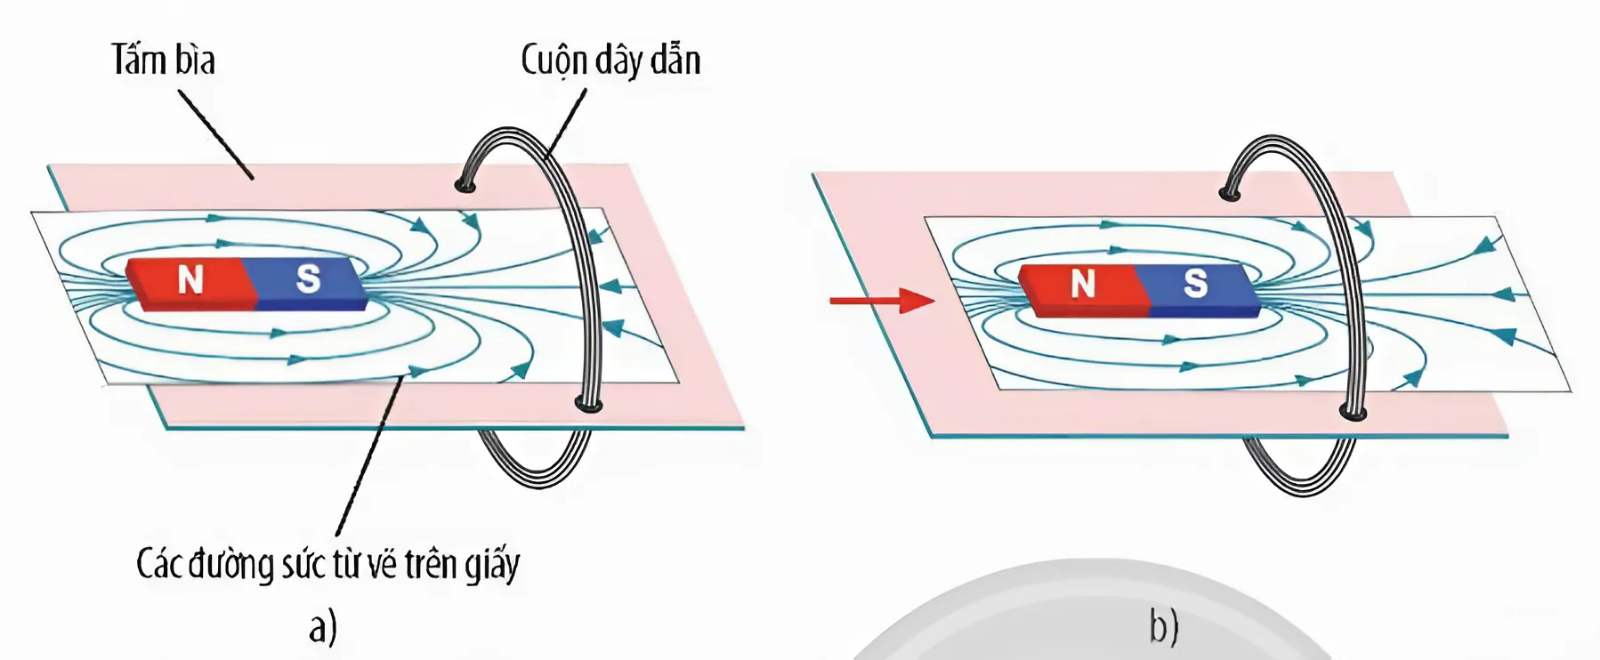 Tấm bìa
Cuộn dây dẫn
N S
N S
Các đường sức từ vẽ trên giấy
a)
b)